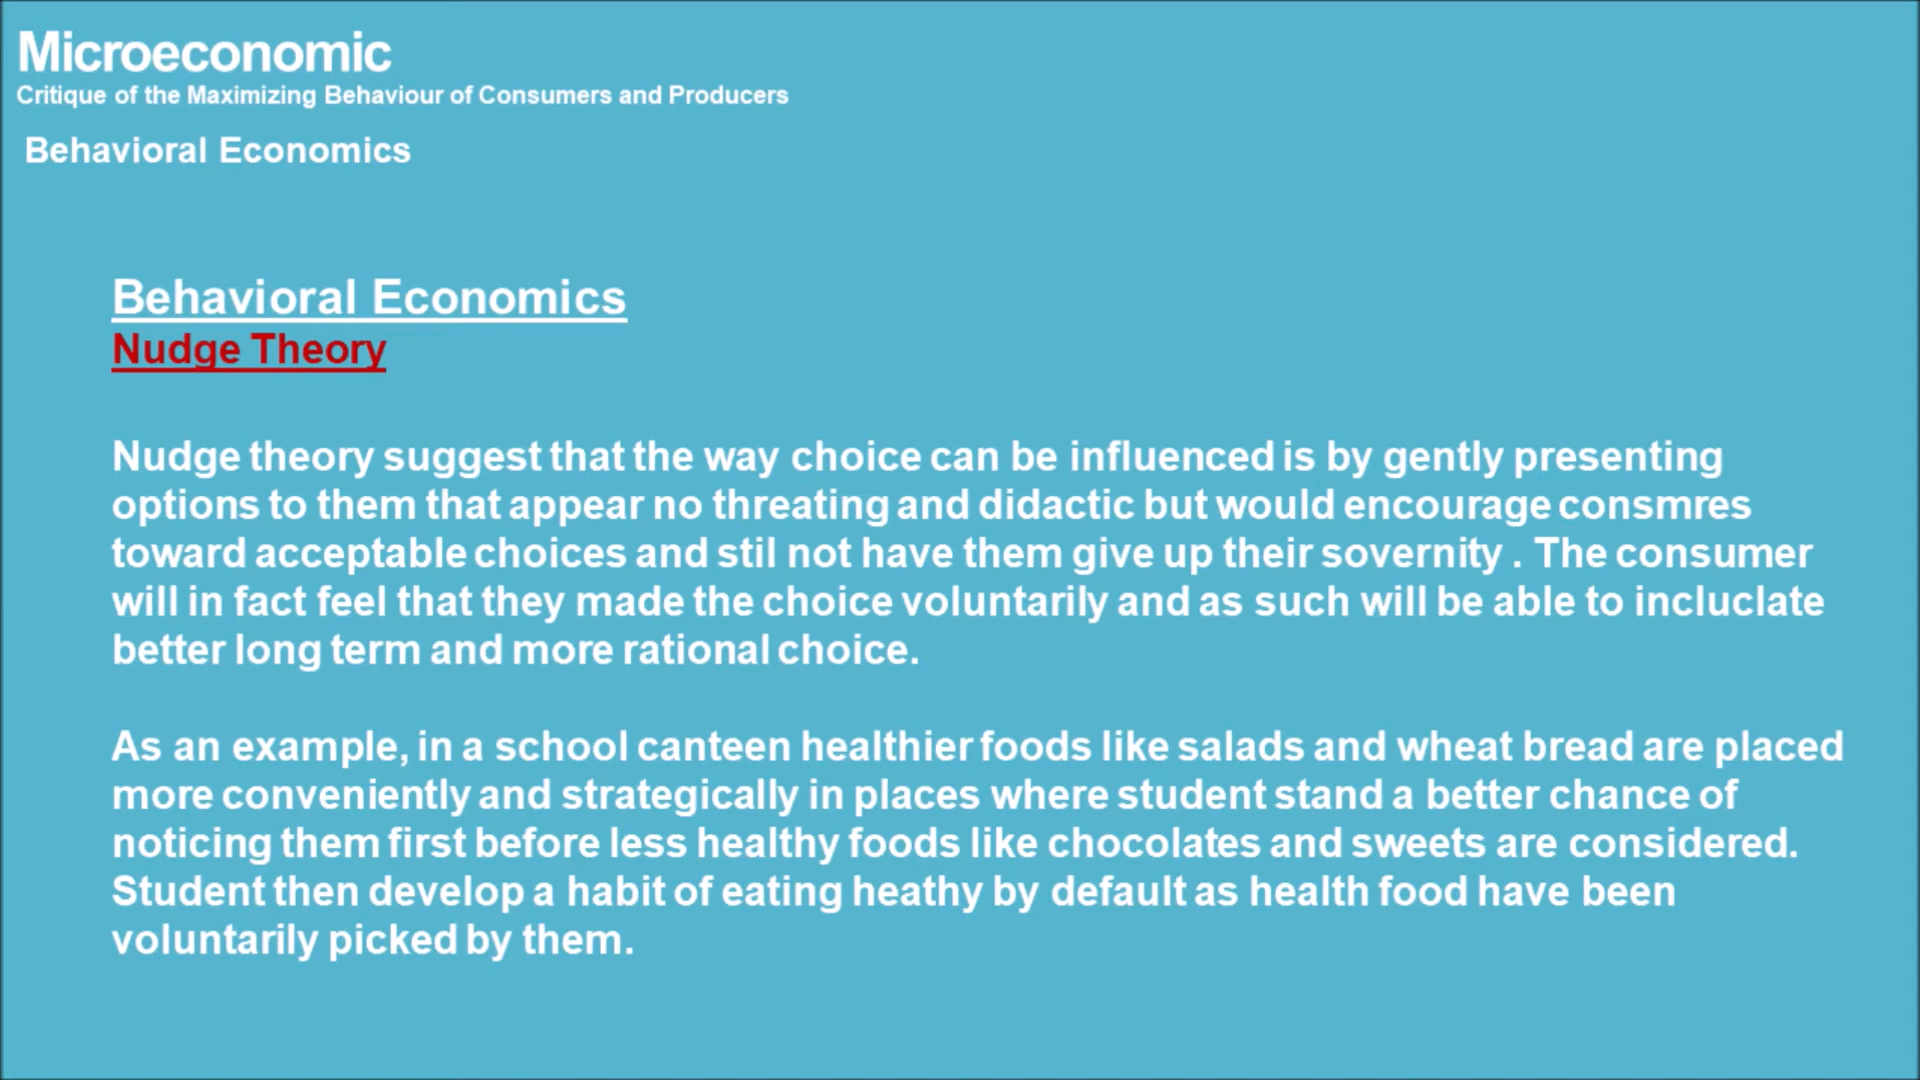 Microeconomic
Critique of the Maximizing Behaviour of Consumers and Producers
Behavioral Economics
Behavioral Economics
Nudge Theory
Nudge theory suggest that the way choice can be influenced is by gently presenting
options to them that appear no threating and didactic but would encourage consmres
toward acceptable choices and stil not have them give up their sovernity . The consumer
will in fact feel that they made the choice voluntarily and as such will be able to incluclate
better long term and more rational choice.
As an example, in a school canteen healthier foods like salads and wheat bread are placed
more conveniently and strategically in places where student stand a better chance of
noticing them first before less healthy foods like chocolates and sweets are considered.
Student then develop a habit of eating heathy by default as health food have been
voluntarily picked by them.